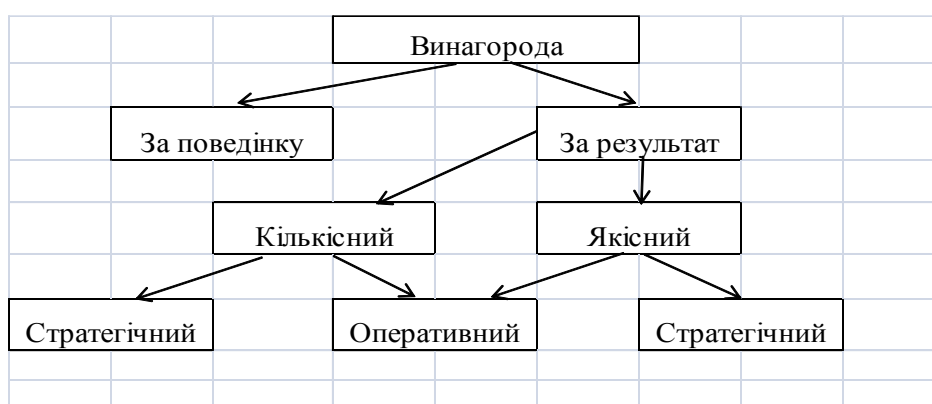 Винагорода
За поведінку
За результат
Кількісний
Якісний
Стратегічний
Оперативний
Стратегічний